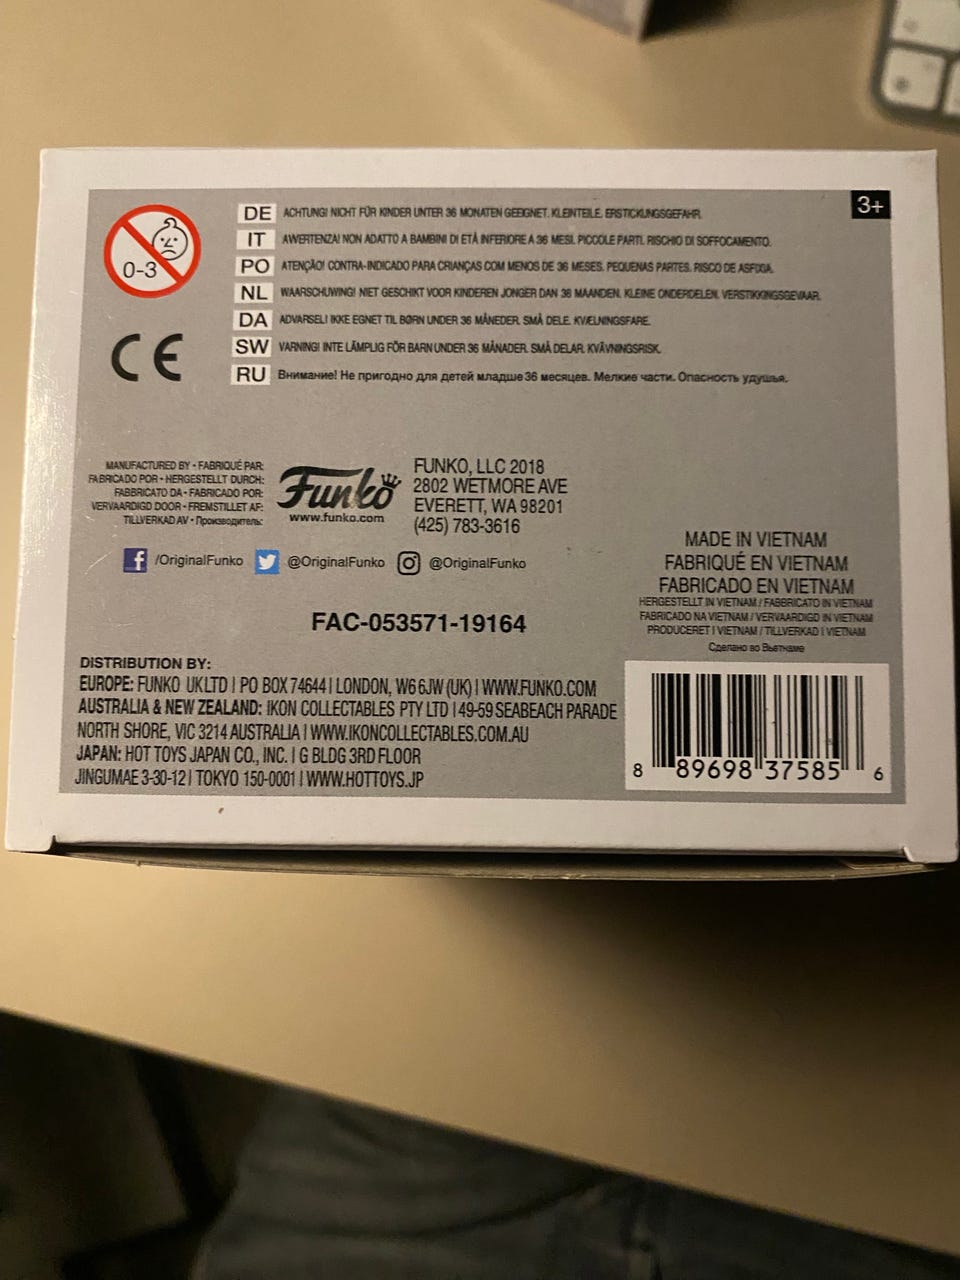 3+
0-3
DE ACHTUNG! NICHT FÜR KINDER UNTER 36 MONATEN GEEIGNET. KLEINTEILE. ERSTICKUNGSGEFAHR.
IT AWERTENZA! NON ADATTO A BAMBINI DI ETÀ INFERIORE A 36 MESI. PICCOLE PARTI. RISCHIO DI SOFFOCAMENTO.
PO ATENÇÃO! CONTRA-INDICADO PARA CRIANÇAS COM MENOS DE 36 MESES. PEQUENAS PARTES. RISCO DE ASFIXIA.
NL WAARSCHUWING! NIET GESCHIKT VOOR KINDEREN JONGER DAN 36 MAANDEN. KLEINE ONDERDELEN. VERSTIKKINGSGEVAAR.
DA ADVARSEL! IKKE EGNET TIL BØRN UNDER 36 MÅNEDER. SMÅ DELE. KVÆLNINGSFARE.
SW VARNING! INTE LÄMPLIG FÖR BARN UNDER 36 MÅNADER. SMÅ DELAR. KVÄVNINGSRISK.
RU Внимание! Не пригодно для детей младше 36 месяцев. Мелкие части. Опасность удушья.
CE
MANUFACTURED BY • FABRIQUÉ PAR:
FABRICADO POR • HERGESTELLT DURCH:
FABBRICATO DA • FABRICADO POR:
VERVAARDIGD DOOR • FREMSTILLET AF:
TILLVERKAD AV • Производитель:
Funko
www.funko.com
FUNKO, LLC 2018
2802 WETMORE AVE
EVERETT, WA 98201
(425) 783-3616
/OriginalFunko @OriginalFunko @OriginalFunko
MADE IN VIETNAM
FABRIQUÉ EN VIETNAM
FABRICADO EN VIETNAM
HERGESTELLT IN VIETNAM / FABBRICATO IN VIETNAM
FABRICADO NA VIETNAM / VERVAARDIGD IN VIETNAM
PRODUCERET I VIETNAM / TILLVERKAD I VIETNAM
Сделано во Вьетнаме
FAC-053571-19164
DISTRIBUTION BY:
EUROPE: FUNKO UK LTD | PO BOX 74644 | LONDON, W6 6JW (UK) | WWW.FUNKO.COM
AUSTRALIA & NEW ZEALAND: IKON COLLECTABLES PTY LTD | 49-59 SEABEACH PARADE
NORTH SHORE, VIC 3214 AUSTRALIA | WWW.IKONCOLLECTABLES.COM.AU
JAPAN: HOT TOYS JAPAN CO., INC. | G BLDG 3RD FLOOR
JINGUMAE 3-30-12 | TOKYO 150-0001 | WWW.HOTTOYS.JP
8 89698 37585 6